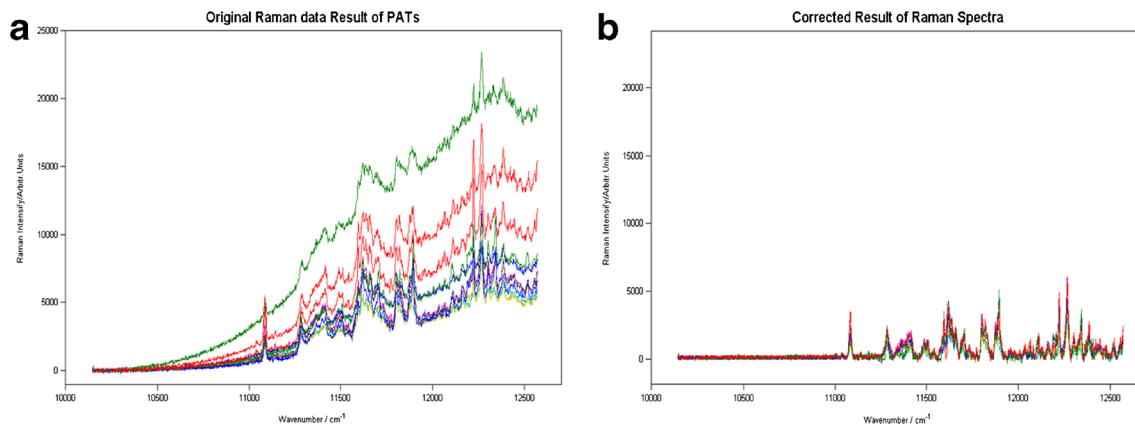 a
Original Raman data Result of PATs
25000
20000
15000
10000
5000
0
Raman Intensify/Arbitr.Units
10000 10500 11000 11500 12000 12500
Wavenumber / cm⁻¹
b
Corrected Result of Raman Spectra
20000
15000
10000
5000
0
Raman Intensify/Arbitr.Units
10000 10500 11000 11500 12000 12500
Wavenumber / cm⁻¹